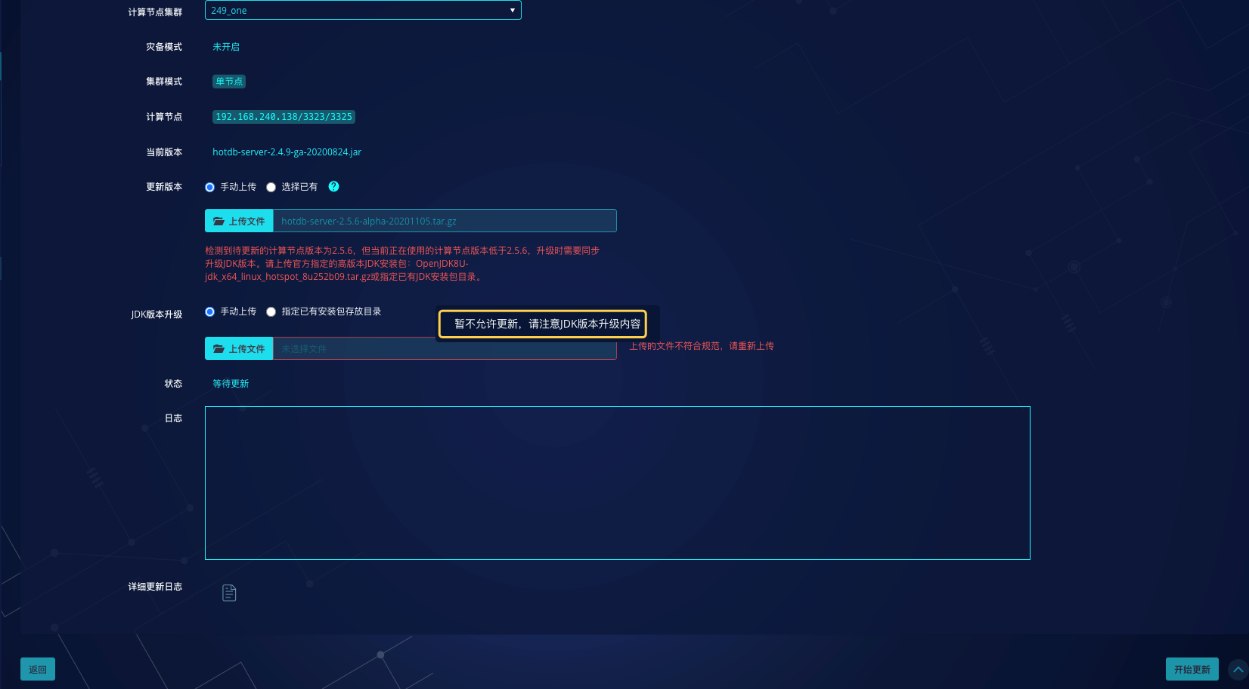 计算节点集群 249_one
灾备模式 未开启
集群模式 单节点
计算节点 192.168.240.138/3323/3325
当前版本 hotdb-server-2.4.9-ga-20200824.jar
更新版本 手动上传 选择已有 ?
上传文件 hotdb-server-2.5.6-alpha-20201105.tar.gz
检测到待更新的计算节点版本为2.5.6，但当前正在使用的计算节点版本低于2.5.6，升级时需要同步
升级JDK版本，请上传官方指定的高版本JDK安装包：OpenJDK8U-
jdk_x64_linux_hotspot_8u252b09.tar.gz或指定已有JDK安装包目录。
JDK版本升级 手动上传 指定已有安装包存放目录
暂不允许更新，请注意JDK版本升级内容
上传文件 未选择文件 上传的文件不符合规范，请重新上传
状态 等待更新
日志
详细更新日志
返回 开始更新